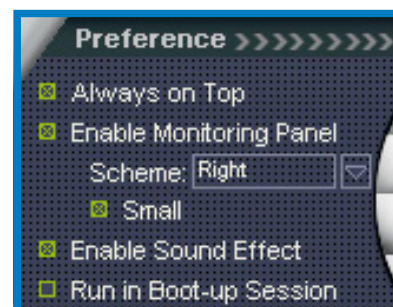 Preference >>>>>>>>>
Always on Top
Enable Monitoring Panel
Scheme: Right
Small
Enable Sound Effect
Run in Boot-up Session